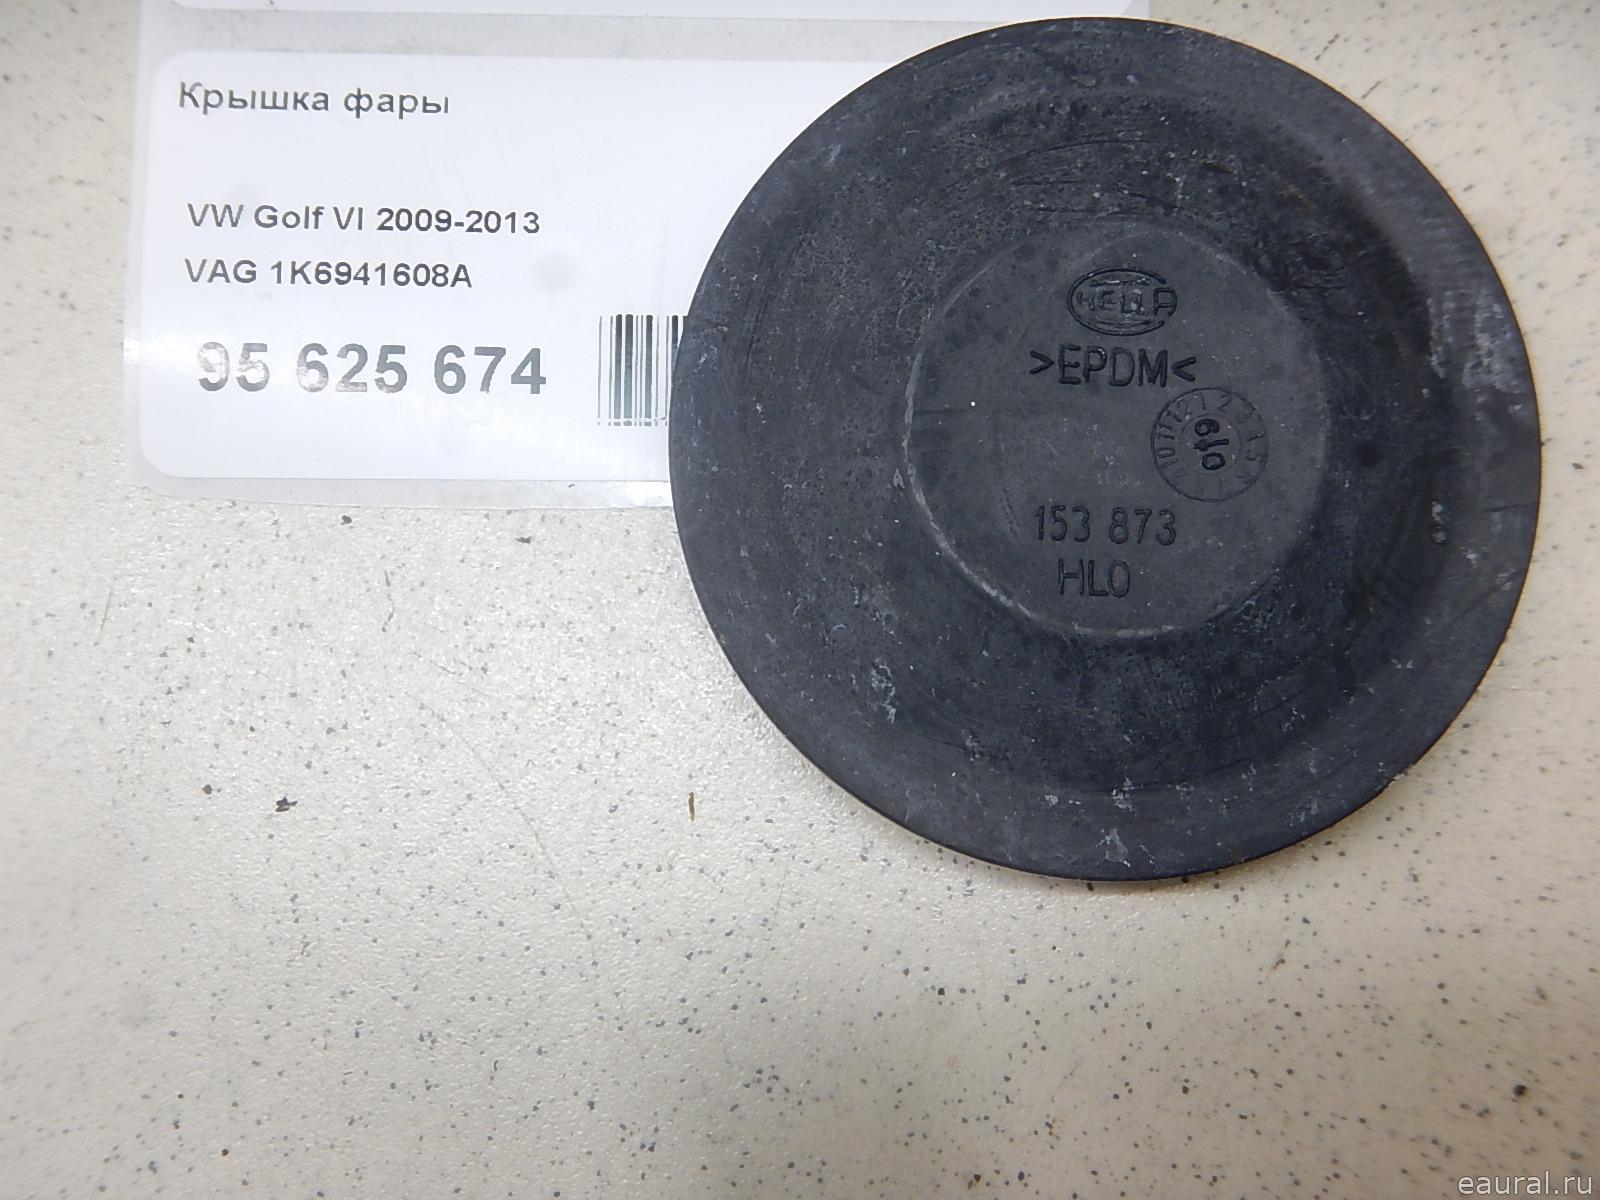 Крышка фары
VW Golf VI 2009-2013
VAG 1K6941608A
95 625 674
HELLA
>EPDM<
153 873
HLO
eaural.ru